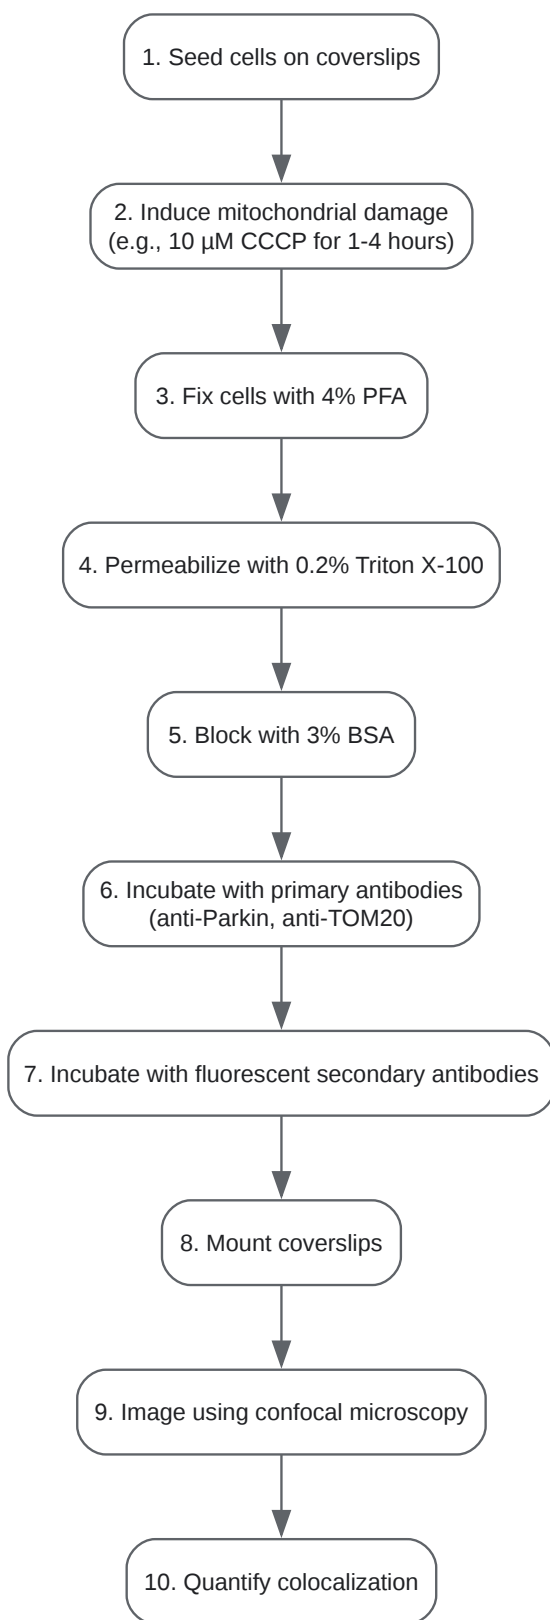 1. Seed cells on coverslips
2. Induce mitochondrial damage
(e.g., 10 µM CCCP for 1-4 hours)
3. Fix cells with 4% PFA
4. Permeabilize with 0.2% Triton X-100
5. Block with 3% BSA
6. Incubate with primary antibodies
(anti-Parkin, anti-TOM20)
7. Incubate with fluorescent secondary antibodies
8. Mount coverslips
9. Image using confocal microscopy
10. Quantify colocalization